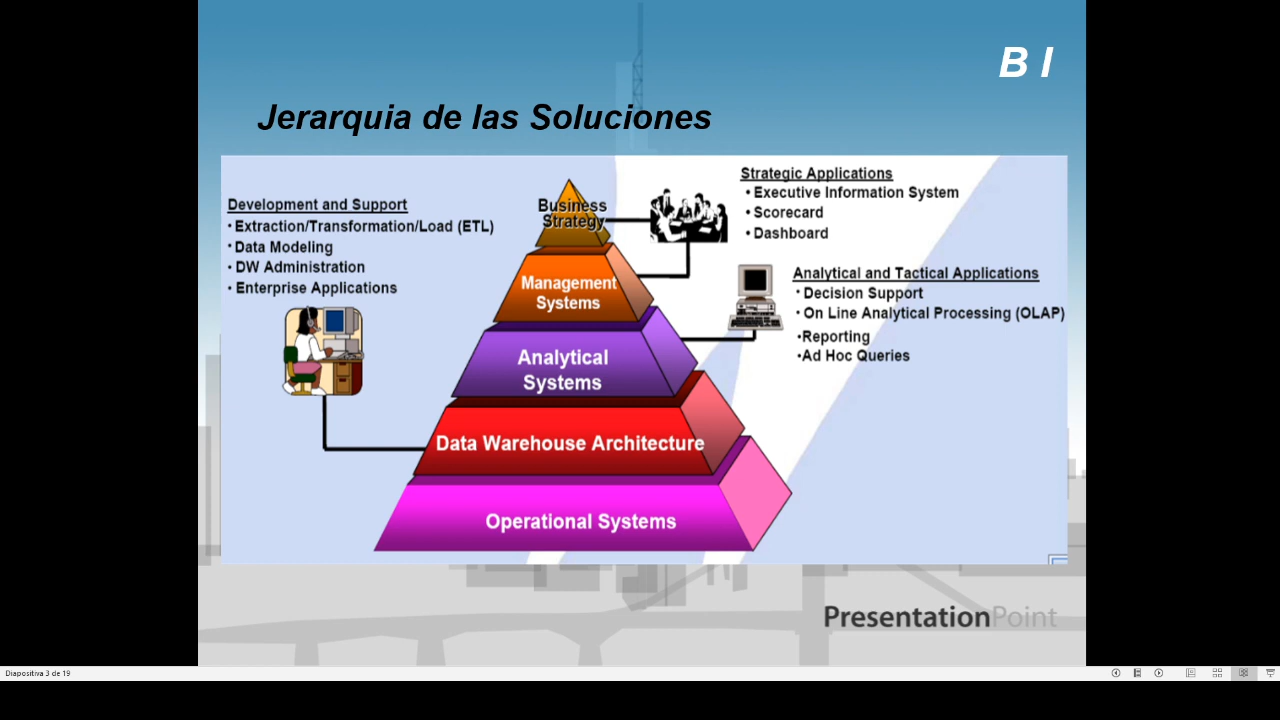 B I
Jerarquia de las Soluciones
Development and Support
• Extraction/Transformation/Load (ETL)
• Data Modeling
• DW Administration
• Enterprise Applications
Business
Strategy
Management
Systems
Analytical
Systems
Data Warehouse Architecture
Operational Systems
Strategic Applications
• Executive Information System
• Scorecard
• Dashboard
Analytical and Tactical Applications
• Decision Support
• On Line Analytical Processing (OLAP)
•Reporting
•Ad Hoc Queries
PresentationPoint
Diapositiva 3 de 19